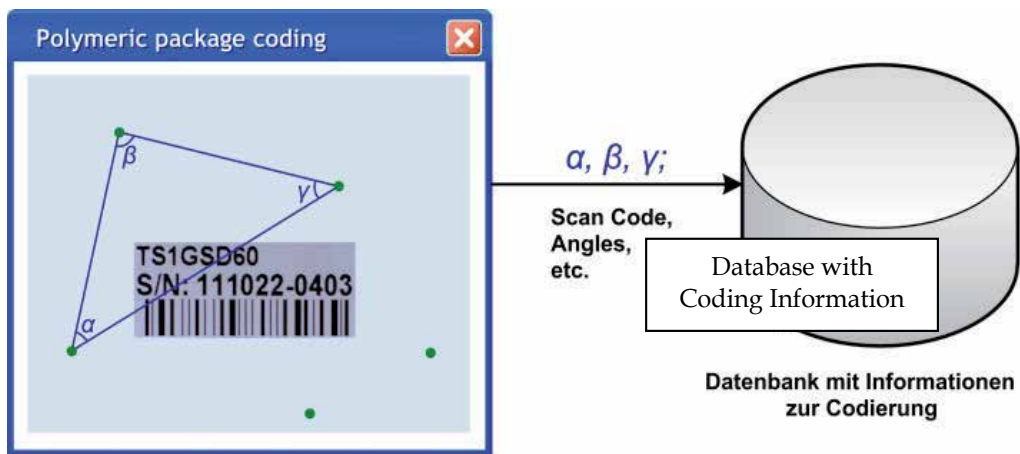 Polymeric package coding
β
γ
α
TS1GSD60
S/N: 111022-0403
α, β, γ;
Scan Code,
Angles,
etc.
Database with
Coding Information
Datenbank mit Informationen
zur Codierung